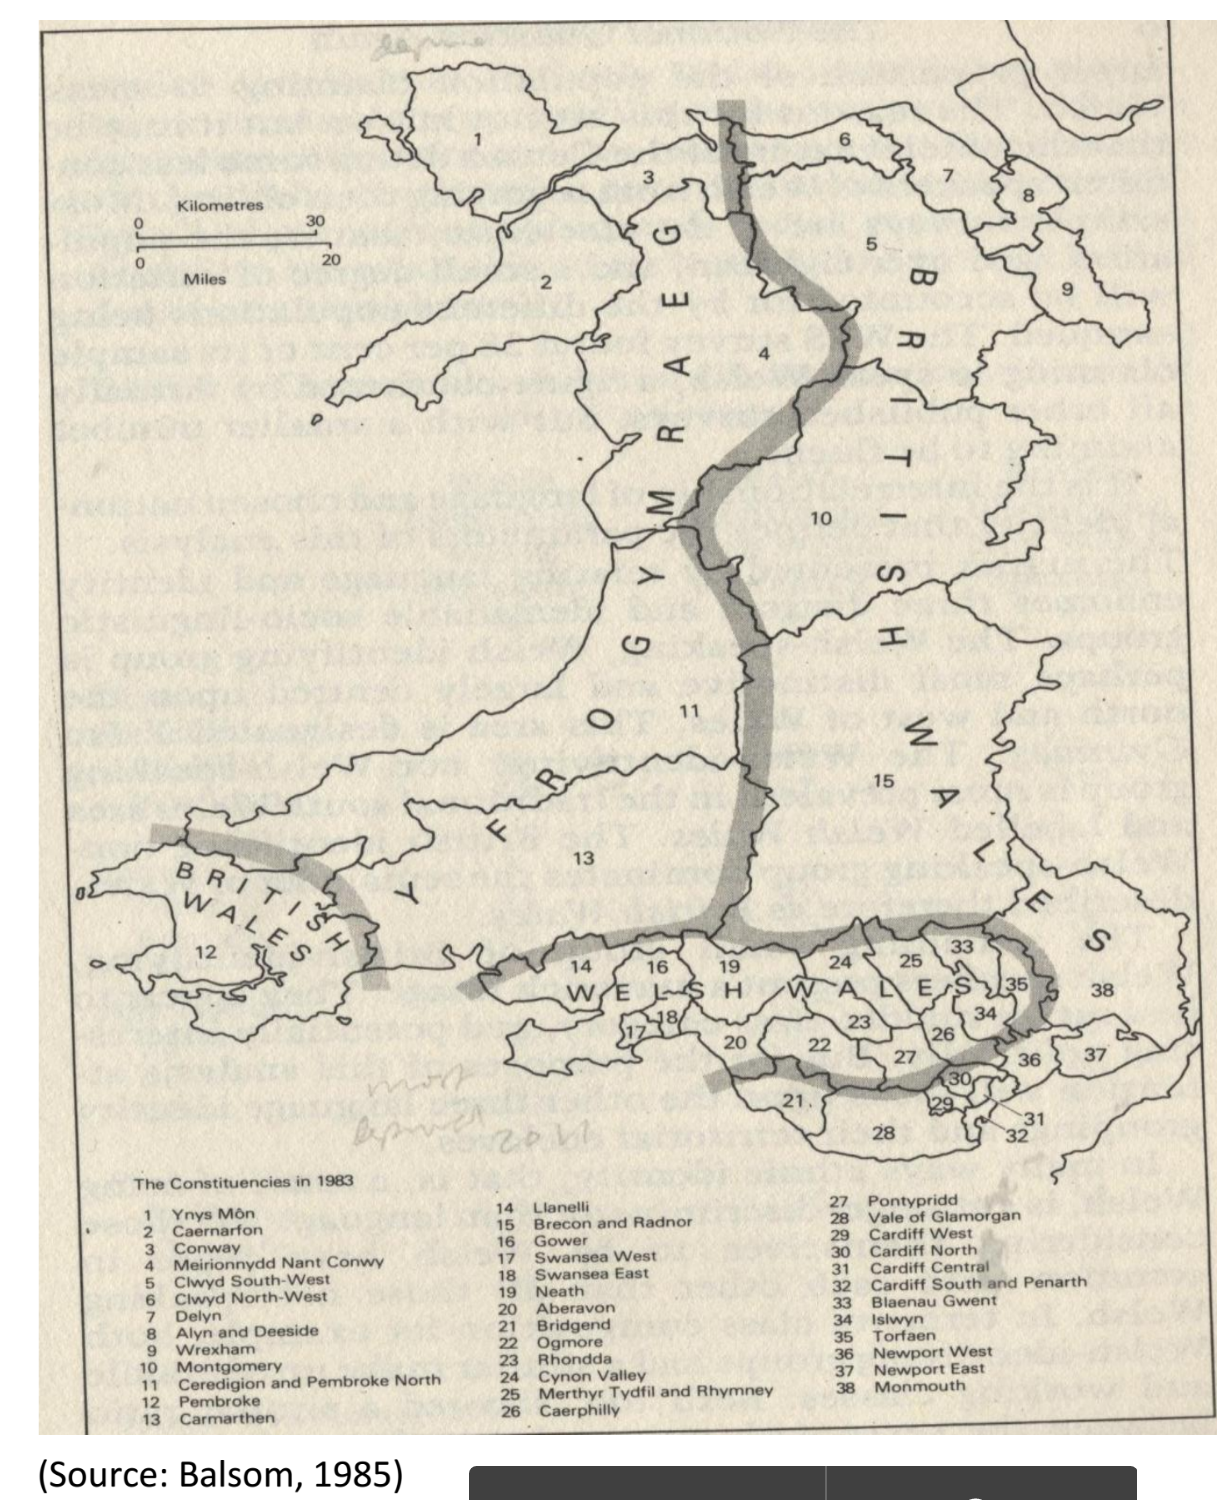 1
6
7
8
3
Kilometres
0 30
0 20
Miles
2
5
9
4
Y FRO GYMRAEG
BRITISH WALES
10
11
15
13
BRITISH
WALES
12
14 16 19 24 25 33
WELSH WALES
35 38
17 18 20 22 23 26 34
27 36 37
30
21. 29 31
28 32
The Constituencies in 1983
1 Ynys Môn
2 Caernarfon
3 Conway
4 Meirionnydd Nant Conwy
5 Clwyd South-West
6 Clwyd North-West
7 Delyn
8 Alyn and Deeside
9 Wrexham
10 Montgomery
11 Ceredigion and Pembroke North
12 Pembroke
13 Carmarthen
14 Llanelli
15 Brecon and Radnor
16 Gower
17 Swansea West
18 Swansea East
19 Neath
20 Aberavon
21 Bridgend
22 Ogmore
23 Rhondda
24 Cynon Valley
25 Merthyr Tydfil and Rhymney
26 Caerphilly
27 Pontypridd
28 Vale of Glamorgan
29 Cardiff West
30 Cardiff North
31 Cardiff Central
32 Cardiff South and Penarth
33 Blaenau Gwent
34 Islwyn
35 Torfaen
36 Newport West
37 Newport East
38 Monmouth
(Source: Balsom, 1985)